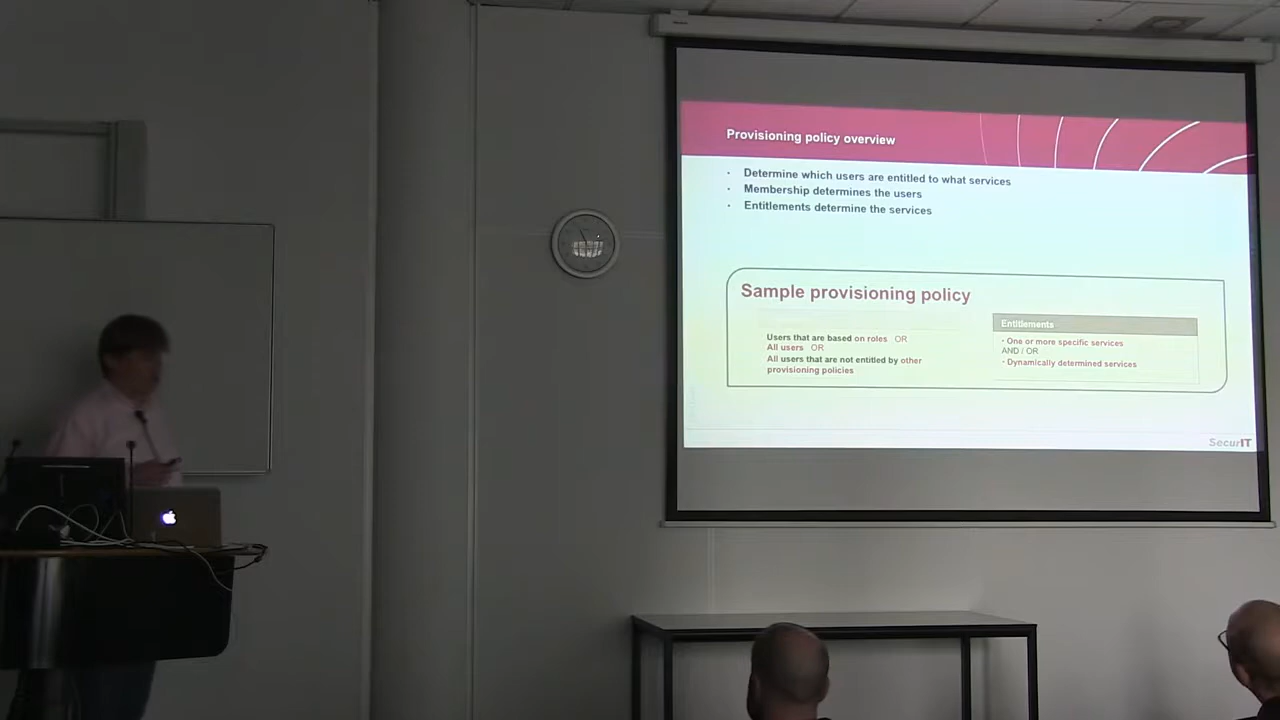 Provisioning policy overview
· Determine which users are entitled to what services
· Membership determines the users
· Entitlements determine the services
Sample provisioning policy
Users that are based on roles OR
All users OR
All users that are not entitled by other
provisioning policies
Entitlements
· One or more specific services
AND / OR
· Dynamically determined services
SecurIT